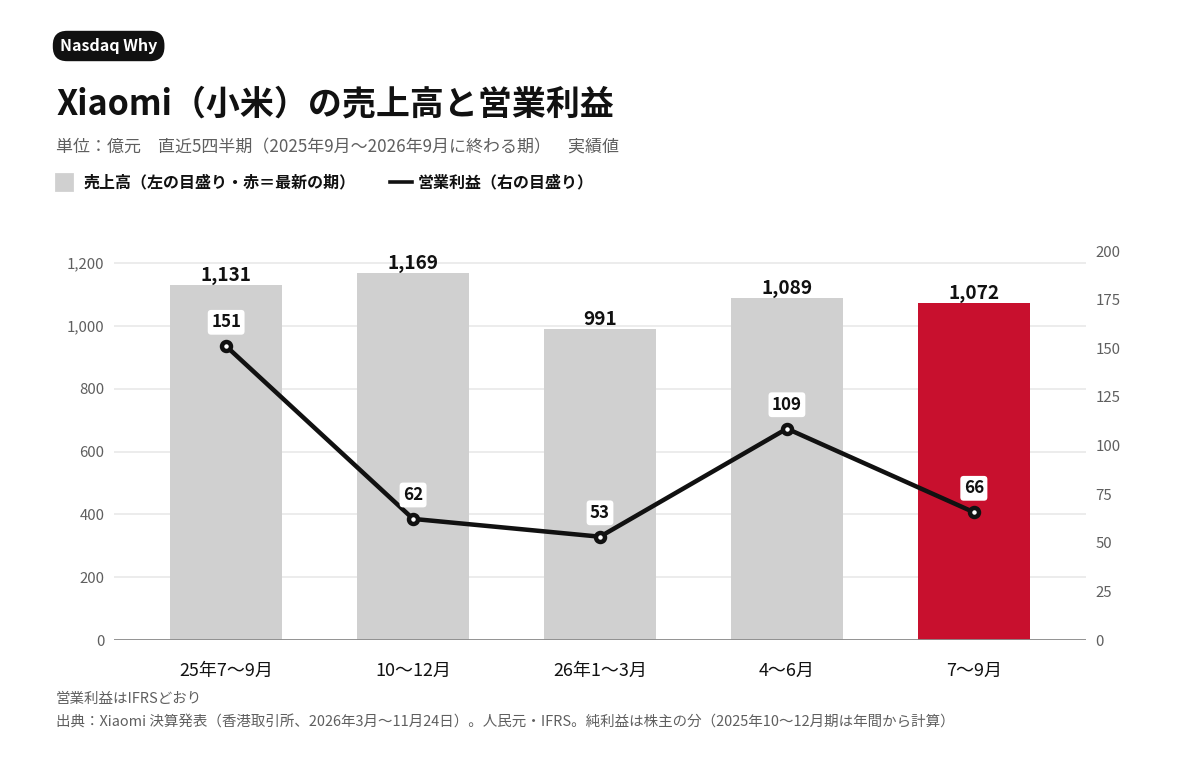 Nasdaq Why
Xiaomi（小米）の売上高と営業利益
単位：億元　直近5四半期（2025年9月〜2026年9月に終わる期）　実績値
売上高（左の目盛り・赤＝最新の期）　営業利益（右の目盛り）
200
1,200
1,131
1,169
991
1,089
1,072
175
151
1,000
150
800
125
109
600
100
62
53
66
75
400
50
200
25
0
0
25年7〜9月
10〜12月
26年1〜3月
4〜6月
7〜9月
営業利益はIFRSどおり
出典：Xiaomi 決算発表（香港取引所、2026年3月〜11月24日）。人民元・IFRS。純利益は株主の分（2025年10〜12月期は年間から計算）